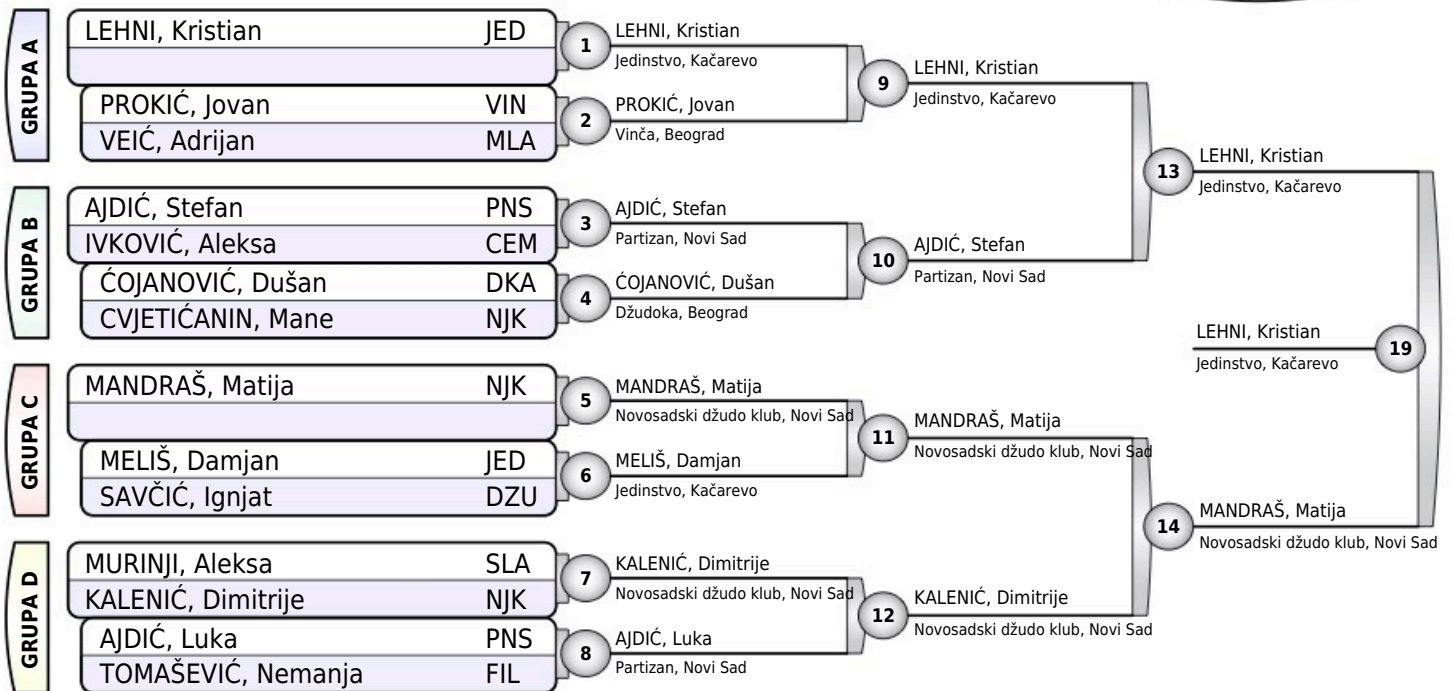 GRUPA A
LEHNI, Kristian JED
PROKIĆ, Jovan VIN
VEIĆ, Adrijan MLA
GRUPA B
AJDIĆ, Stefan PNS
IVKOVIĆ, Aleksa CEM
ĆOJANOVIĆ, Dušan DKA
CVJETIĆANIN, Mane NJK
GRUPA C
MANDRAŠ, Matija NJK
MELIŠ, Damjan JED
SAVČIĆ, Ignjat DZU
GRUPA D
MURINJI, Aleksa SLA
KALENIĆ, Dimitrije NJK
AJDIĆ, Luka PNS
TOMAŠEVIĆ, Nemanja FIL
1
LEHNI, Kristian
Jedinstvo, Kačarevo
2
PROKIĆ, Jovan
Vinča, Beograd
3
AJDIĆ, Stefan
Partizan, Novi Sad
4
ĆOJANOVIĆ, Dušan
Džudoka, Beograd
5
MANDRAŠ, Matija
Novosadski džudo klub, Novi Sad
6
MELIŠ, Damjan
Jedinstvo, Kačarevo
7
KALENIĆ, Dimitrije
Novosadski džudo klub, Novi Sad
8
AJDIĆ, Luka
Partizan, Novi Sad
9
LEHNI, Kristian
Jedinstvo, Kačarevo
10
AJDIĆ, Stefan
Partizan, Novi Sad
11
MANDRAŠ, Matija
Novosadski džudo klub, Novi Sad
12
KALENIĆ, Dimitrije
Novosadski džudo klub, Novi Sad
13
LEHNI, Kristian
Jedinstvo, Kačarevo
14
MANDRAŠ, Matija
Novosadski džudo klub, Novi Sad
LEHNI, Kristian
Jedinstvo, Kačarevo
19